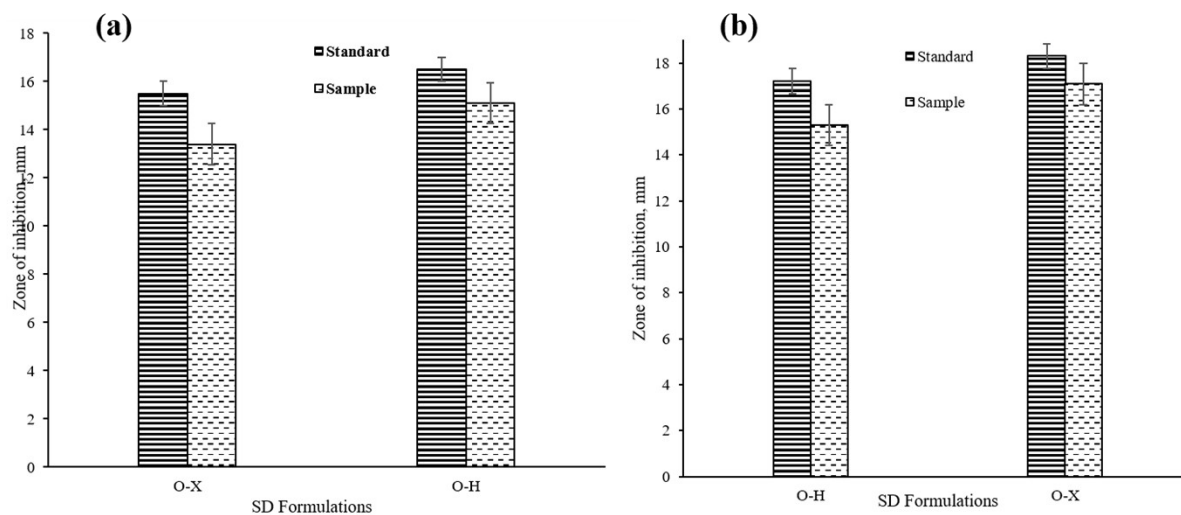 (a)
18
16
14
12
10
8
6
4
2
0
Zone of inhibition, mm
Standard
Sample
O-X
O-H
SD Formulations
(b)
18
16
14
12
10
8
6
4
2
0
Zone of inhibition, mm
Standard
Sample
O-H
SD Formulations
O-X